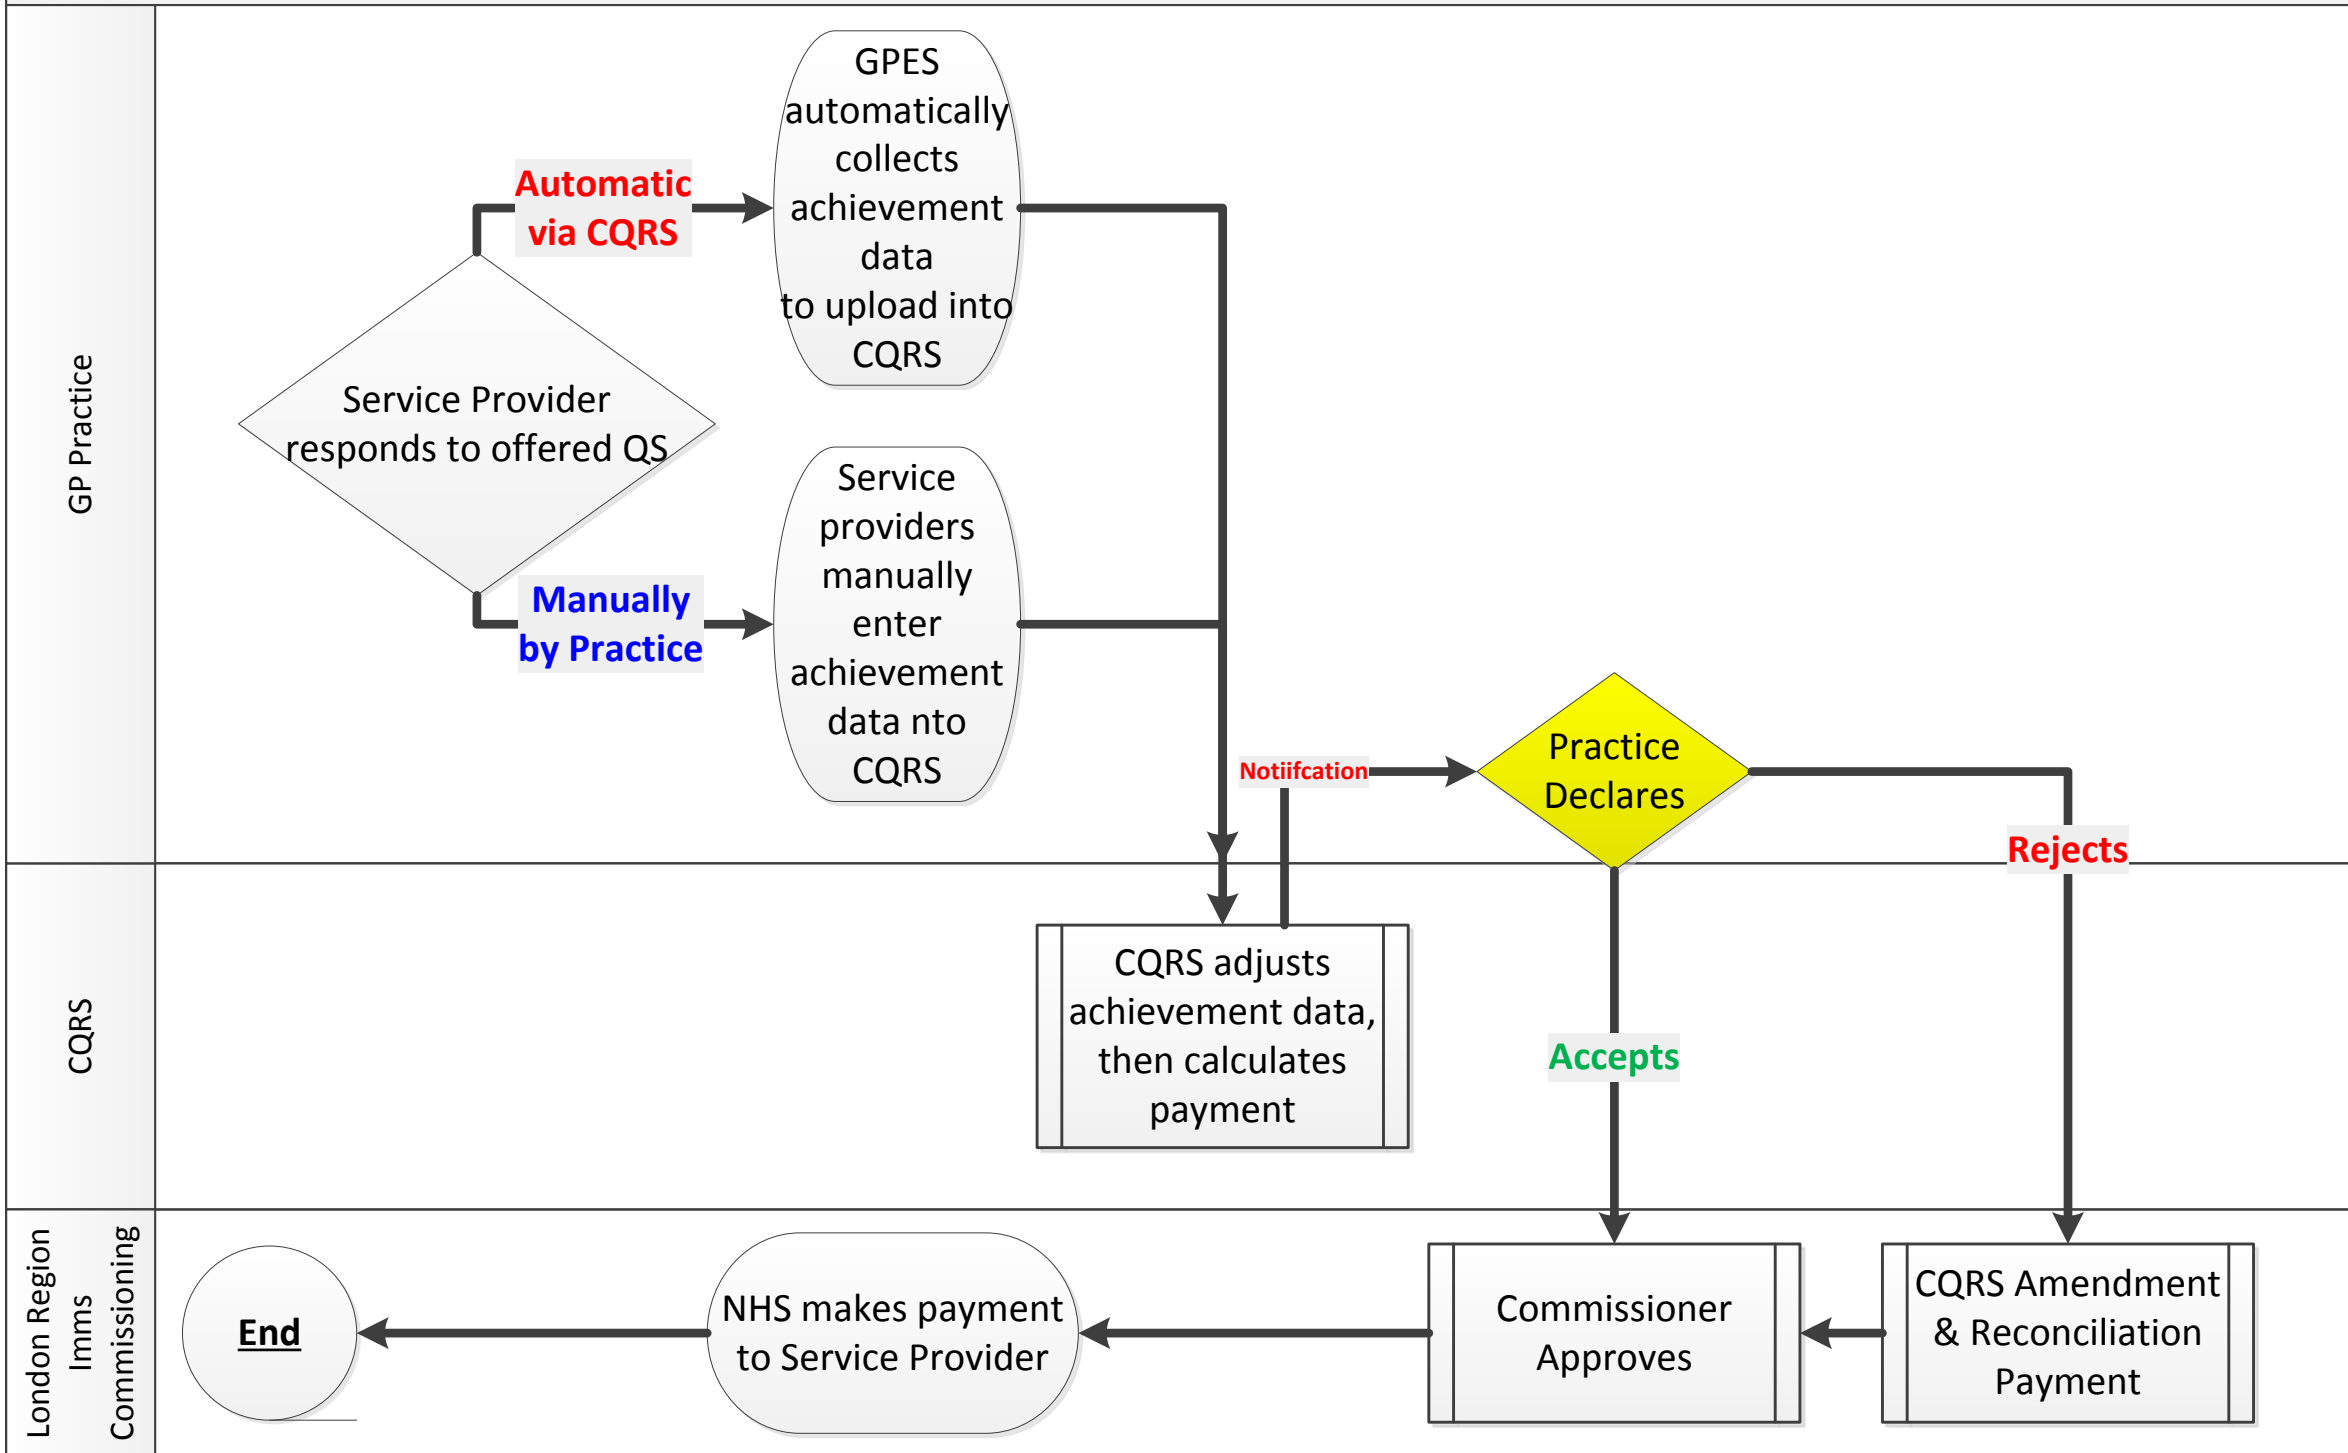 GP Practice
Service Provider
responds to offered QS
Automatic
via CQRS
GPES
automatically
collects
achievement
data
to upload into
CQRS
Manually
by Practice
Service
providers
manually
enter
achievement
data nto
CQRS
Notiifcation
Practice
Declares
Rejects
CQRS
CQRS adjusts
achievement data,
then calculates
payment
Accepts
London Region
Imms
Commissioning
End
NHS makes payment
to Service Provider
Commissioner
Approves
CQRS Amendment
& Reconciliation
Payment